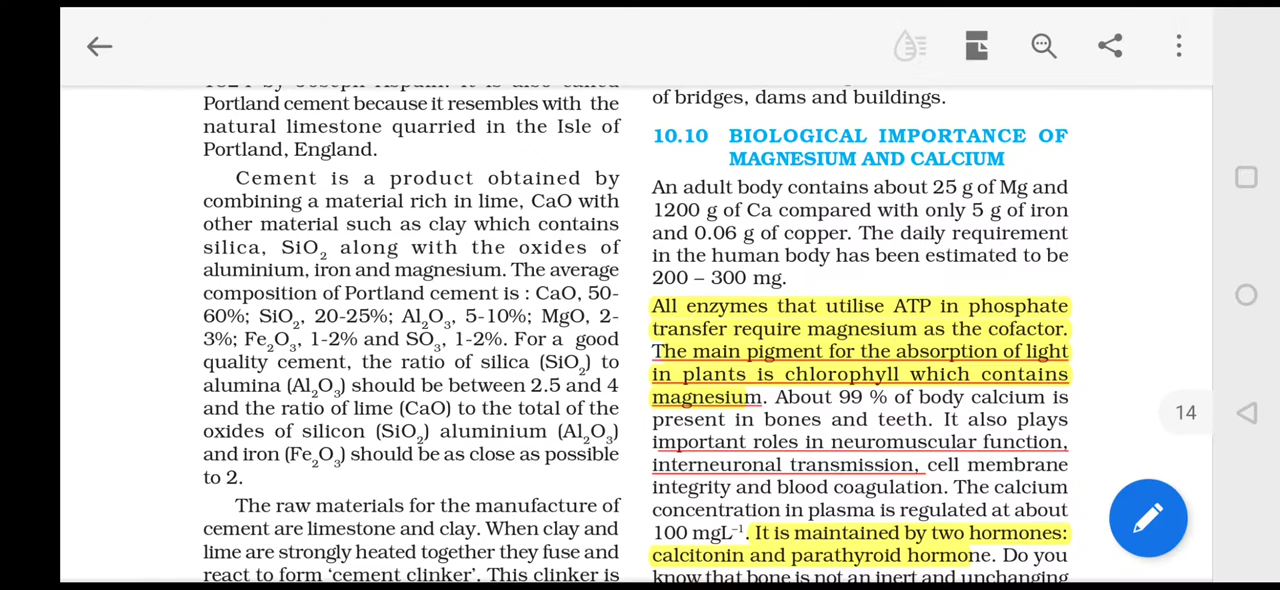 Portland cement because it resembles with the
natural limestone quarried in the Isle of
Portland, England.
Cement is a product obtained by
combining a material rich in lime, CaO with
other material such as clay which contains
silica, SiO₂ along with the oxides of
aluminium, iron and magnesium. The average
composition of Portland cement is : CaO, 50-
60%; SiO₂, 20-25%; Al₂O₃, 5-10%; MgO, 2-
3%; Fe₂O₃, 1-2% and SO₃, 1-2%. For a good
quality cement, the ratio of silica (SiO₂) to
alumina (Al₂O₃) should be between 2.5 and 4
and the ratio of lime (CaO) to the total of the
oxides of silicon (SiO₂) aluminium (Al₂O₃)
and iron (Fe₂O₃) should be as close as possible
to 2.
The raw materials for the manufacture of
cement are limestone and clay. When clay and
lime are strongly heated together they fuse and
react to form 'cement clinker'. This clinker is
of bridges, dams and buildings.
10.10 BIOLOGICAL IMPORTANCE OF
MAGNESIUM AND CALCIUM
An adult body contains about 25 g of Mg and
1200 g of Ca compared with only 5 g of iron
and 0.06 g of copper. The daily requirement
in the human body has been estimated to be
200 – 300 mg.
All enzymes that utilise ATP in phosphate
transfer require magnesium as the cofactor.
The main pigment for the absorption of light
in plants is chlorophyll which contains
magnesium. About 99 % of body calcium is
present in bones and teeth. It also plays
important roles in neuromuscular function,
interneuronal transmission, cell membrane
integrity and blood coagulation. The calcium
concentration in plasma is regulated at about
100 mgL⁻¹. It is maintained by two hormones:
calcitonin and parathyroid hormone. Do you
know that bone is not an inert and unchanging
14